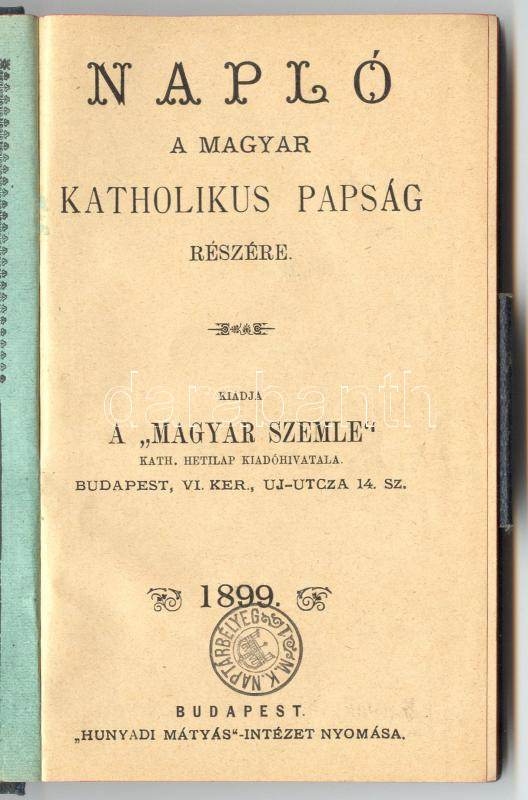 NAPLÓ
A MAGYAR
KATHOLIKUS PAPSÁG
RÉSZÉRE.
KIADJA
darabanth
A „MAGYAR SZEMLE“
KATH. HETILAP KIADÓHIVATALA.
BUDAPEST, VI. KER., UJ-UTCZA 14. SZ.
1899.
M. K. NAPTÁRBÉLYEG
BUDAPEST.
„HUNYADI MÁTYÁS“-INTÉZET NYOMÁSA.